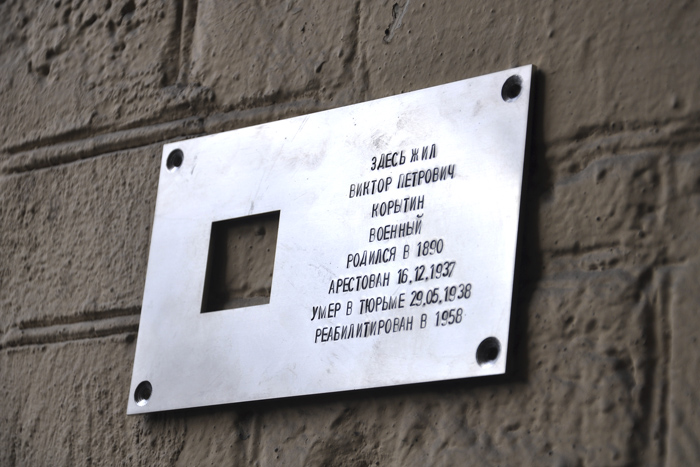 ЗДЕСЬ ЖИЛ
ВИКТОР ПЕТРОВИЧ
КОРЫТИН
ВОЕННЫЙ
РОДИЛСЯ В 1890
АРЕСТОВАН 16.12.1937
УМЕР В ТЮРЬМЕ 29.05.1938
РЕАБИЛИТИРОВАН В 1958